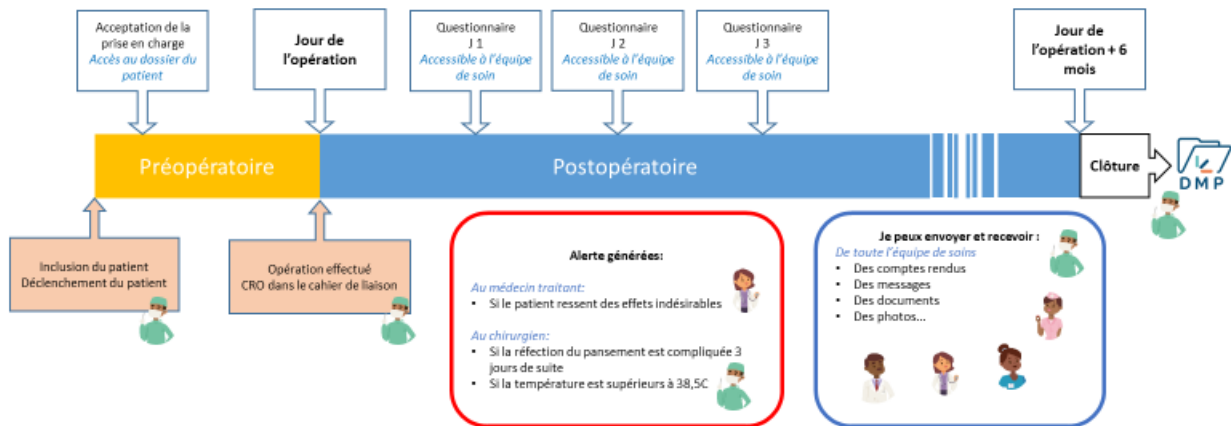 Acceptation de la
prise en charge
Accès au dossier du
patient
Jour de
l'opération
Questionnaire
J 1
Accessible à l'équipe
de soin
Questionnaire
J 2
Accessible à l'équipe
de soin
Questionnaire
J 3
Accessible à l'équipe
de soin
Jour de
l'opération + 6
mois
Préopératoire
Postopératoire
Clôture
DMP
Inclusion du patient
Déclenchement du patient
Opération effectué
CRO dans le cahier de liaison
Alerte générées:
Au médecin traitant:
▪ Si le patient ressent des effets indésirables
Au chirurgien:
▪ Si la réfection du pansement est compliquée 3
jours de suite
▪ Si la température est supérieurs à 38,5C
Je peux envoyer et recevoir :
De toute l'équipe de soins
▪ Des comptes rendus
▪ Des messages
▪ Des documents
▪ Des photos...